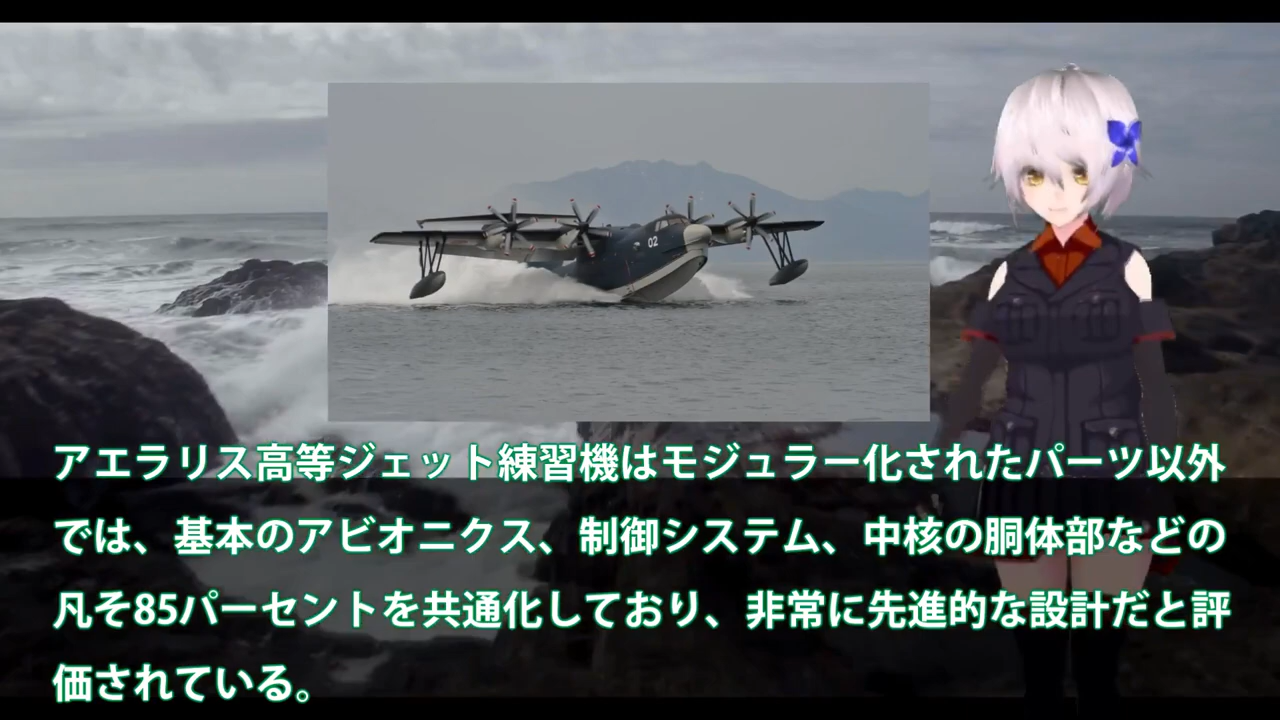 02
アエラリス高等ジェット練習機はモジュラー化されたパーツ以外
では、基本のアビオニクス、制御システム、中核の胴体部などの
凡そ85パーセントを共通化しており、非常に先進的な設計だと評
価されている。